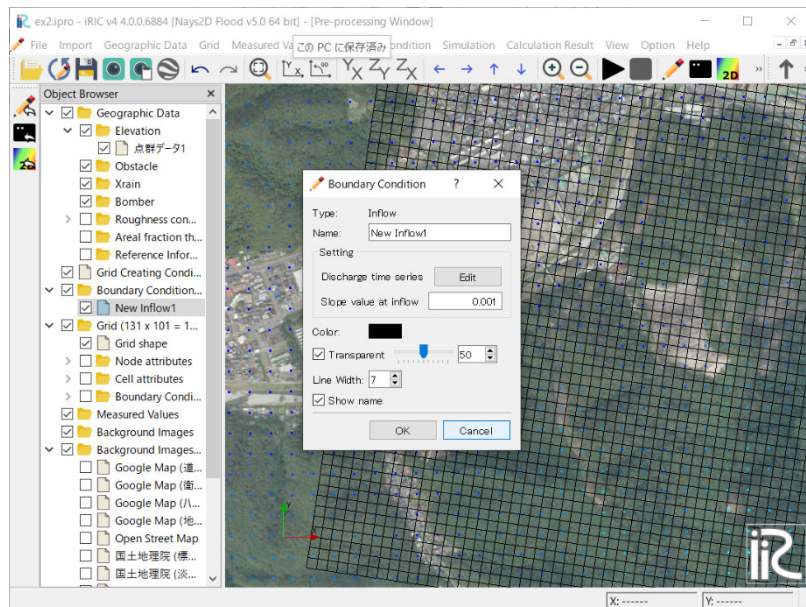 ex2.ipro - iRIC v4 4.0.0.6884 [Nays2D Flood v5.0 64 bit] - [Pre-processing Window]
File Import Geographic Data Grid Measured Va この PC に保存済み ondition Simulation Calculation Result View Option Help
Object Browser
Geographic Data
Elevation
点群データ1
Obstacle
Xrain
Bomber
Roughness con...
Areal fraction th...
Reference Infor...
Grid Creating Condi...
Boundary Condition...
New Inflow1
Grid (131 x 101 = 1...
Grid shape
Node attributes
Cell attributes
Boundary Condi...
Measured Values
Background Images
Background Images...
Google Map (道...
Google Map (衛...
Google Map (ハ...
Google Map (地...
Open Street Map
国土地理院 (標...
国土地理院 (淡...
Boundary Condition ?
Type: Inflow
Name: New Inflow1
Setting
Discharge time series Edit
Slope value at inflow 0.001
Color:
Transparent 50
Line Width: 7
Show name
OK Cancel
Y
X
iRiC
X: ------ Y: ------